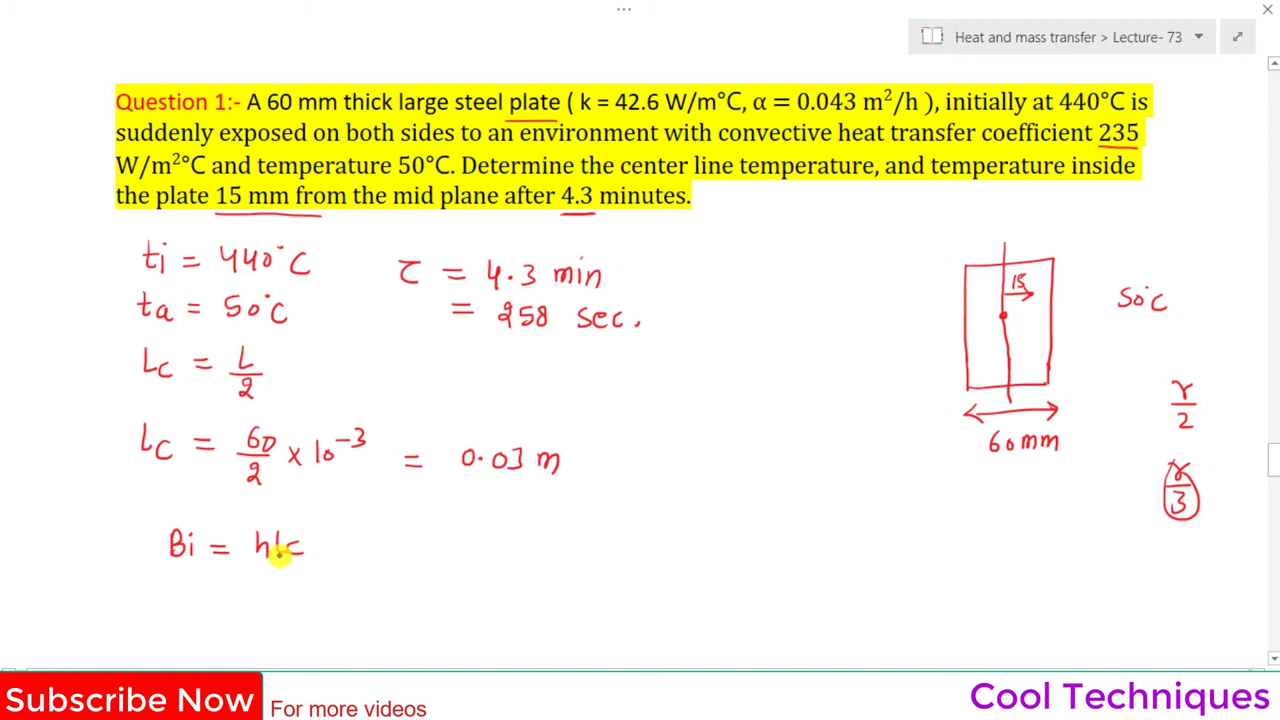 Heat and mass transfer > Lecture- 73
Question 1:- A 60 mm thick large steel plate ( k = 42.6 W/m°C, α = 0.043 m²/h ), initially at 440°C is
suddenly exposed on both sides to an environment with convective heat transfer coefficient 235
W/m²°C and temperature 50°C. Determine the center line temperature, and temperature inside
the plate 15 mm from the mid plane after 4.3 minutes.
ti = 440°C
τ = 4.3 min
ta = 50°C
= 258 sec.
Lc = L/2
Lc = 60/2 × 10⁻³ = 0.03 m
Bi = hLc
15
50°C
60mm
r/2
r/3
Subscribe Now
For more videos
Cool Techniques